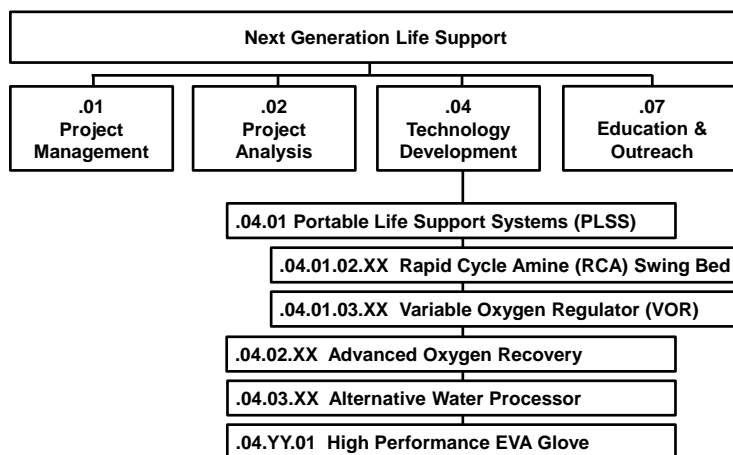 Next Generation Life Support
.01
Project
Management
.02
Project
Analysis
.04
Technology
Development
.07
Education &
Outreach
.04.01 Portable Life Support Systems (PLSS)
.04.01.02.XX  Rapid Cycle Amine (RCA) Swing Bed
.04.01.03.XX  Variable Oxygen Regulator (VOR)
.04.02.XX  Advanced Oxygen Recovery
.04.03.XX  Alternative Water Processor
.04.YY.01  High Performance EVA Glove